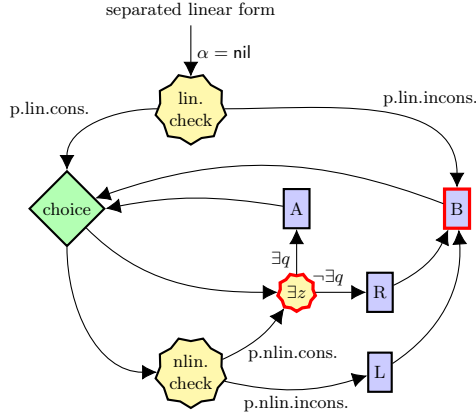 separated linear form
α = nil
p.lin.cons.
lin.
check
p.lin.incons.
choice
A
B
∃q
∃z
¬∃q
R
nlin.
check
p.nlin.cons.
L
p.nlin.incons.